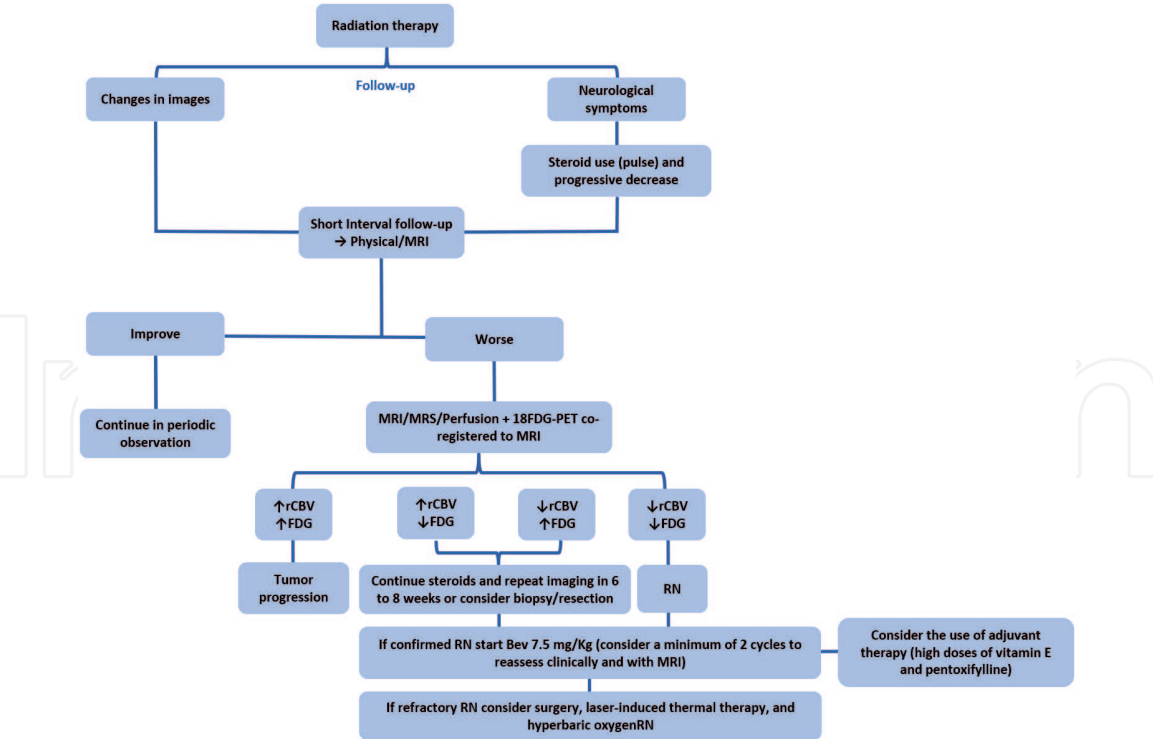 Radiation therapy
Follow-up
Changes in images
Neurological
symptoms
Steroid use (pulse) and
progressive decrease
Short Interval follow-up
→ Physical/MRI
Improve
Worse
Continue in periodic
observation
MRI/MRS/Perfusion + 18FDG-PET co-
registered to MRI
↑rCBV
↑FDG
↑rCBV
↓FDG
↓rCBV
↑FDG
↓rCBV
↓FDG
Tumor
progression
Continue steroids and repeat imaging in 6
to 8 weeks or consider biopsy/resection
RN
If confirmed RN start Bev 7.5 mg/Kg (consider a minimum of 2 cycles to
reassess clinically and with MRI)
Consider the use of adjuvant
therapy (high doses of vitamin E
and pentoxifylline)
If refractory RN consider surgery, laser-induced thermal therapy, and
hyperbaric oxygenRN